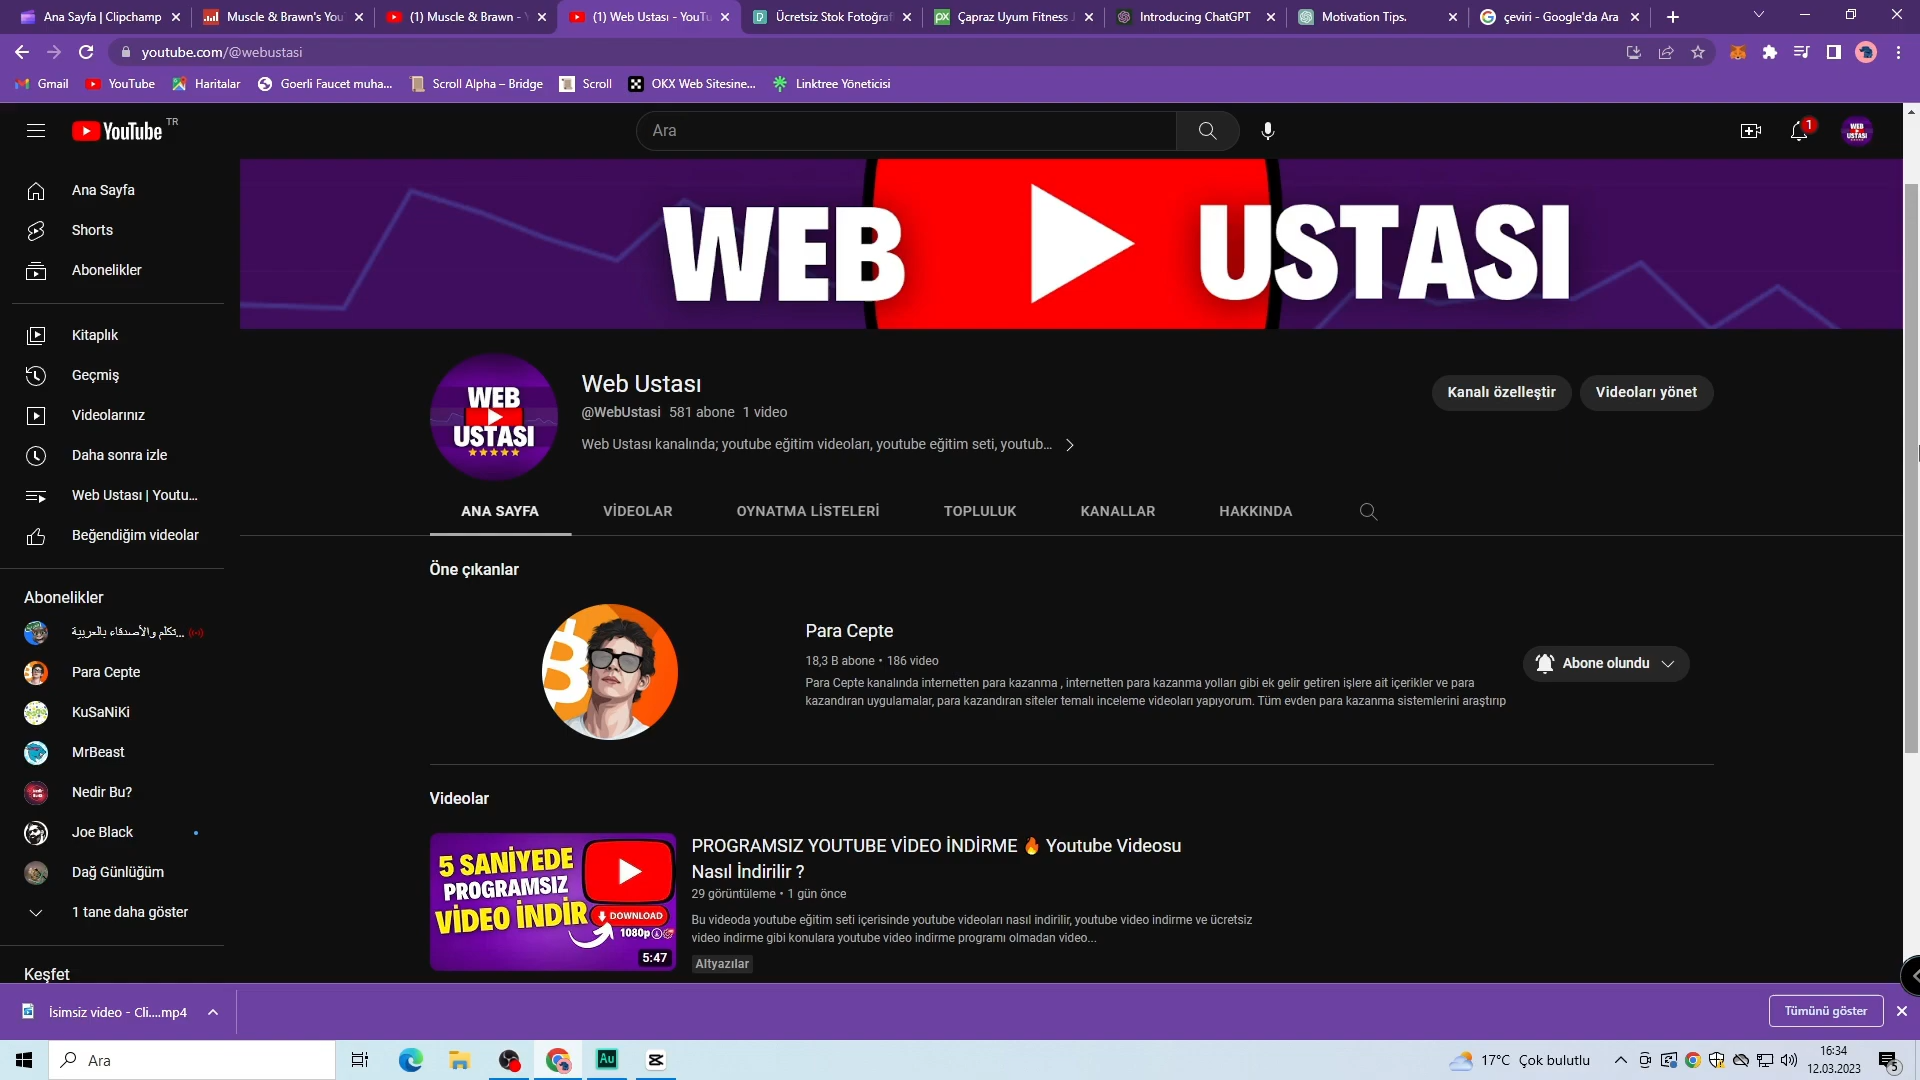 Ana Sayfa | Clipchamp
Muscle & Brawn's You
(1) Muscle & Brawn - Y
(1) Web Ustası - YouTu
Ücretsiz Stok Fotoğraf
Çapraz Uyum Fitness
Introducing ChatGPT
Motivation Tips.
çeviri - Google'da Ara
youtube.com/@webustasi
Gmail
YouTube
Haritalar
Goerli Faucet muha...
Scroll Alpha – Bridge
Scroll
OKX Web Sitesine...
Linktree Yöneticisi
YouTube TR
Ara
1
WEB USTASI
WEB USTASI
Ana Sayfa
Shorts
Abonelikler
Kitaplık
Geçmiş
Videolarınız
Daha sonra izle
Web Ustası | Youtu...
Beğendiğim videolar
Abonelikler
تكلم والأصدقاء بالعربية...
Para Cepte
KuSaNiKi
MrBeast
Nedir Bu?
Joe Black
Dağ Günlüğüm
1 tane daha göster
Keşfet
WEB
USTASI
Web Ustası
@WebUstasi 581 abone 1 video
Web Ustası kanalında; youtube eğitim videoları, youtube eğitim seti, youtub...
Kanalı özelleştir
Videoları yönet
ANA SAYFA
VİDEOLAR
OYNATMA LİSTELERİ
TOPLULUK
KANALLAR
HAKKINDA
Öne çıkanlar
Para Cepte
18,3 B abone • 186 video
Para Cepte kanalında internetten para kazanma , internetten para kazanma yolları gibi ek gelir getiren işlere ait içerikler ve para
kazandıran uygulamalar, para kazandıran siteler temalı inceleme videoları yapıyorum. Tüm evden para kazanma sistemlerini araştırıp
Abone olundu
Videolar
5 SANİYEDE
PROGRAMSIZ
VİDEO İNDİR
DOWNLOAD
1080p
5:47
PROGRAMSIZ YOUTUBE VİDEO İNDİRME 🔥 Youtube Videosu
Nasıl İndirilir ?
29 görüntüleme • 1 gün önce
Bu videoda youtube eğitim seti içerisinde youtube videoları nasıl indirilir, youtube video indirme ve ücretsiz
video indirme gibi konulara youtube video indirme programı olmadan video...
Altyazılar
İsimsiz video - Cli....mp4
Tümünü göster
Ara
Au
17°C Çok bulutlu
16:34
12.03.2023
5